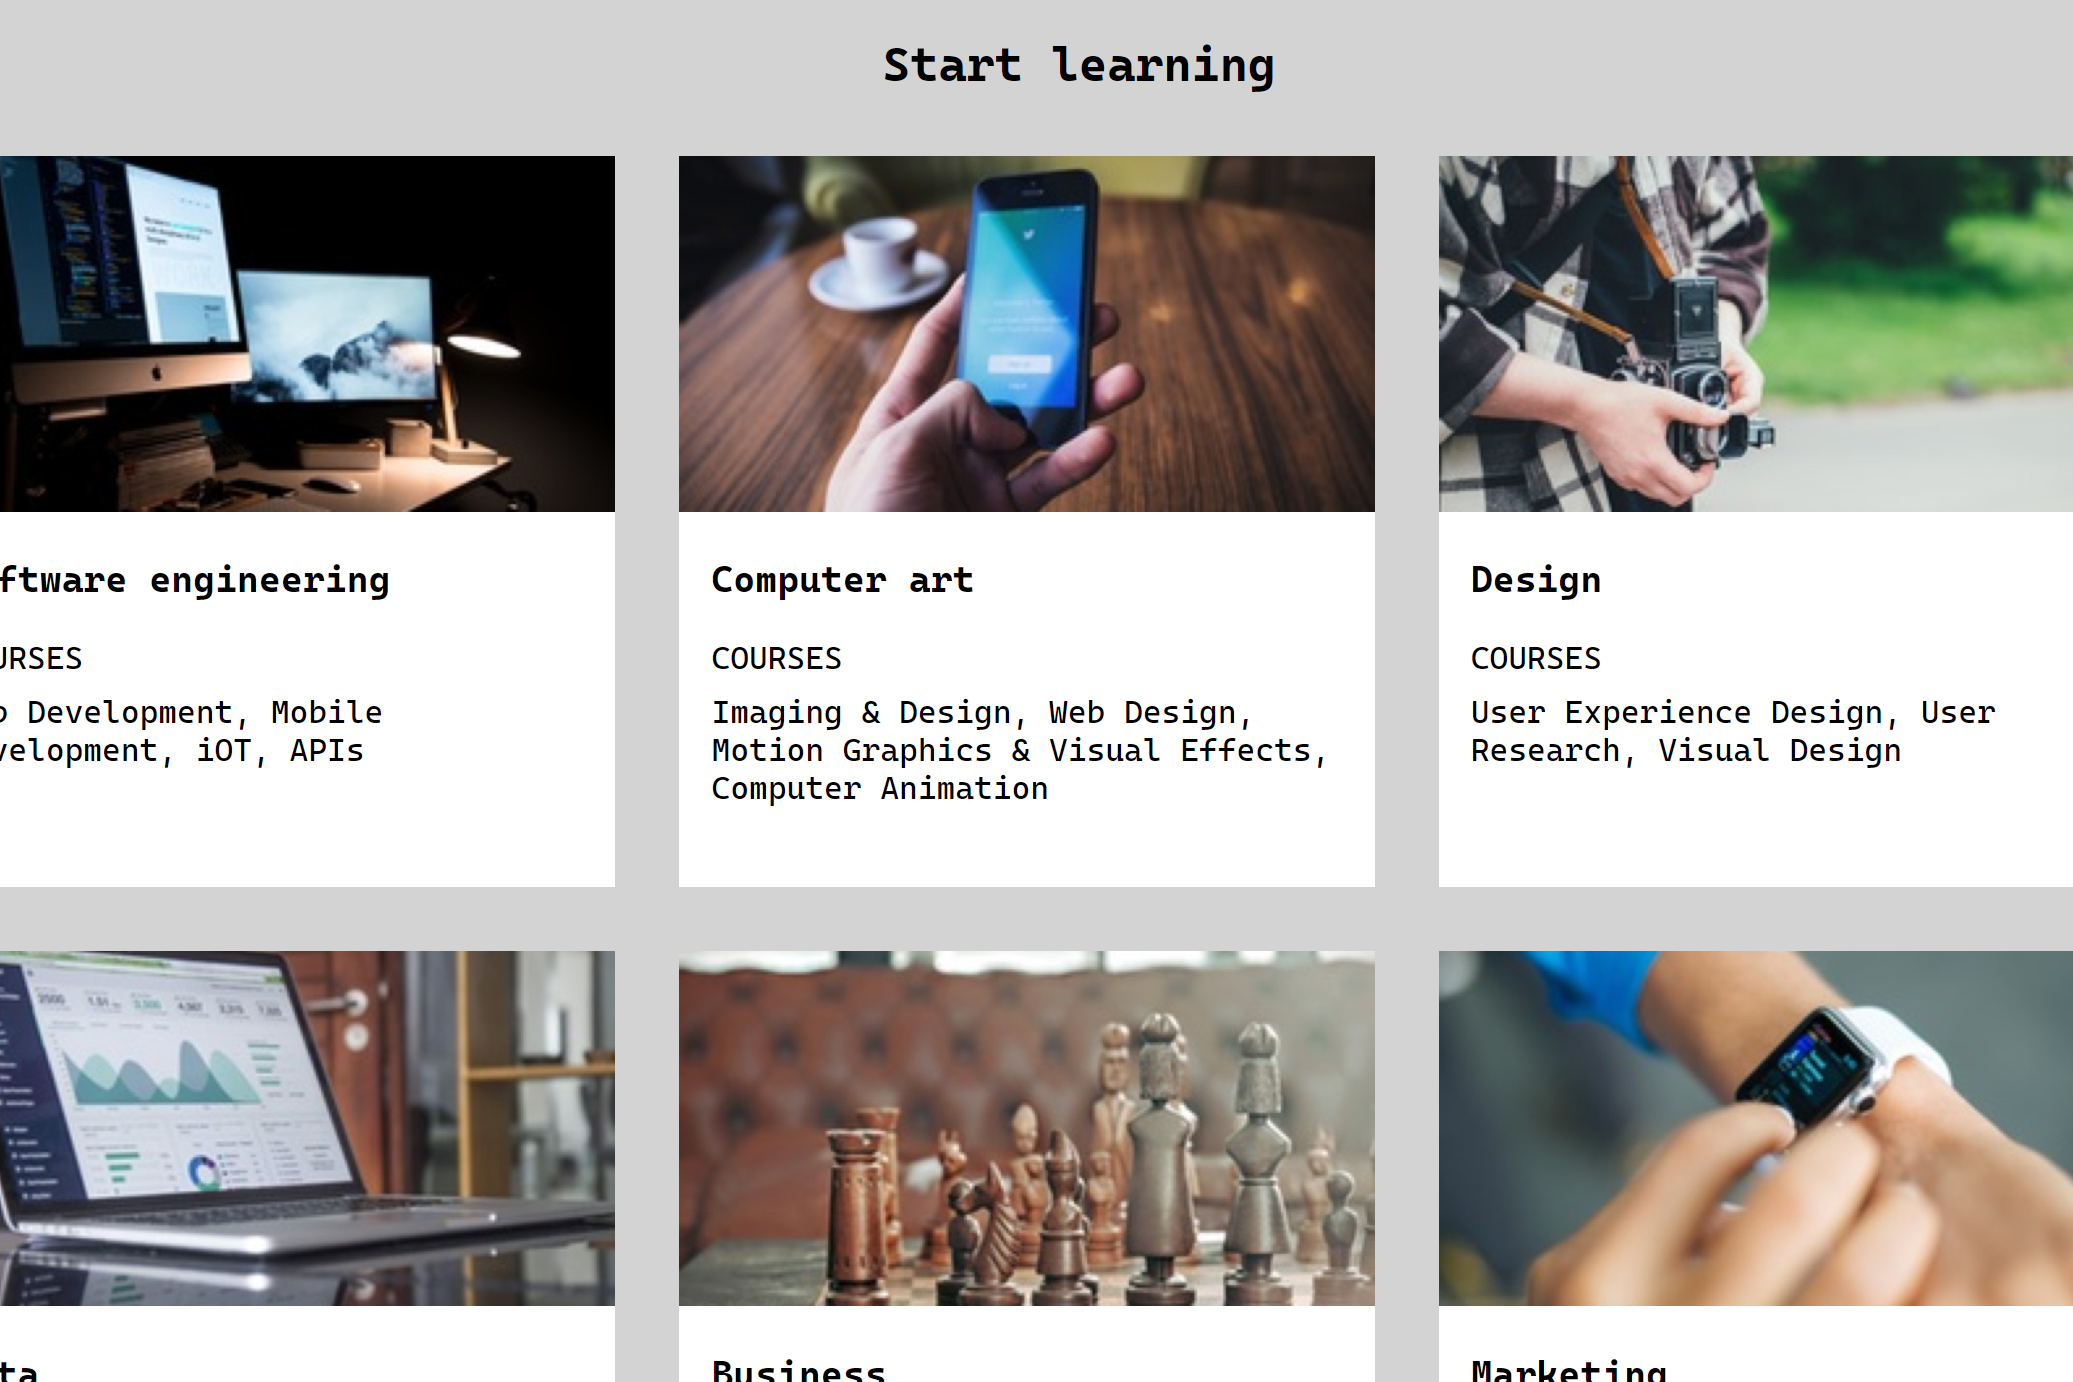 Start learning
ftware engineering
URSES
Development, Mobile
velopment, iOT, APIs
Computer art
COURSES
Imaging & Design, Web Design,
Motion Graphics & Visual Effects,
Computer Animation
Design
COURSES
User Experience Design, User
Research, Visual Design
ta
Business
Marketing